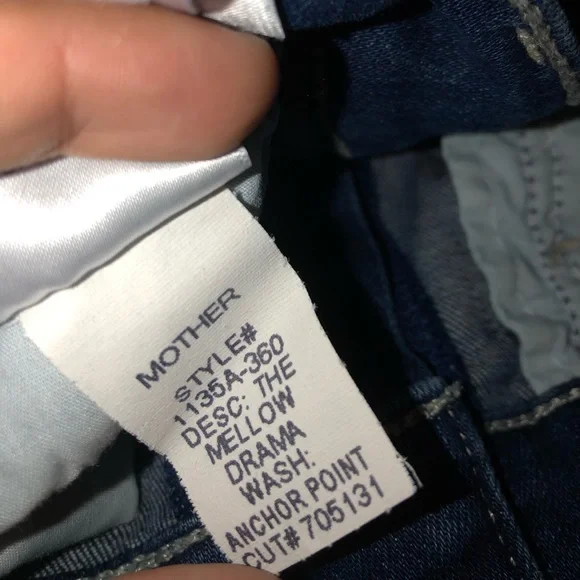 MOTHER
STYLE#
1135A-360
DESC: THE
MELLOW
DRAMA
WASH:
ANCHOR POINT
CUT# 705131